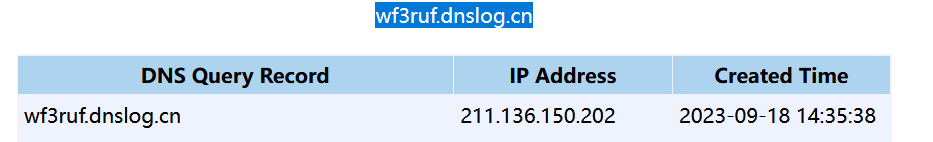 wf3ruf.dnslog.cn
DNS Query Record IP Address Created Time
wf3ruf.dnslog.cn 211.136.150.202 2023-09-18 14:35:38